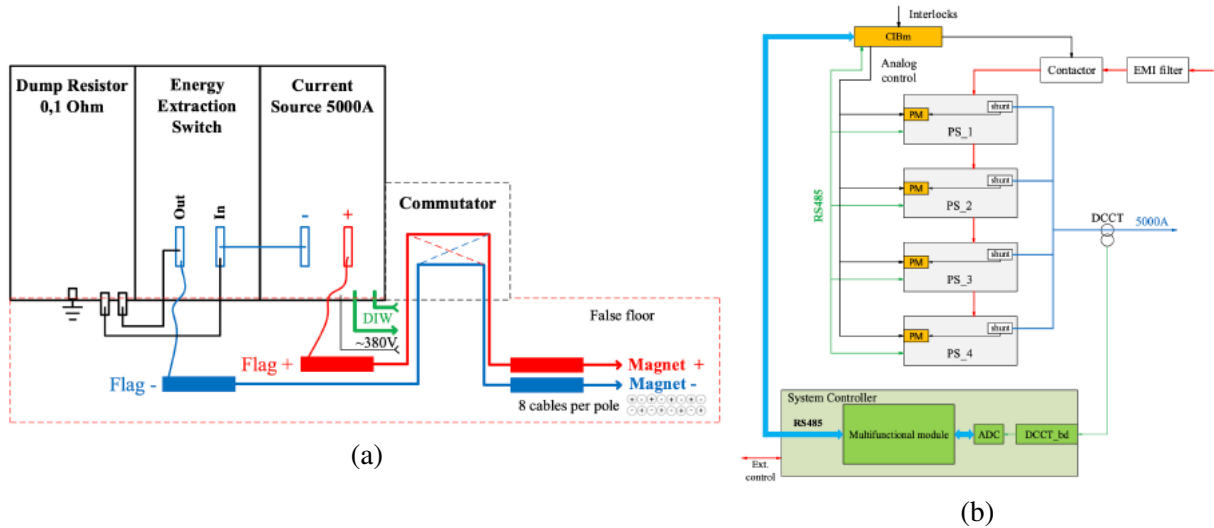 Dump Resistor
0,1 Ohm
Energy
Extraction
Switch
Current
Source 5000A
Out
In
-
+
Commutator
DIW
~380V
False floor
Flag +
Flag -
Magnet +
Magnet -
8 cables per pole
(a)
Interlocks
CIBm
Analog
control
Contactor
EMI filter
PM
shunt
PS_1
PM
shunt
PS_2
RS485
DCCT
5000A
PM
shunt
PS_3
PM
shunt
PS_4
System Controller
RS485
Multifunctional module
ADC
DCCT_bd
Ext.
control
(b)